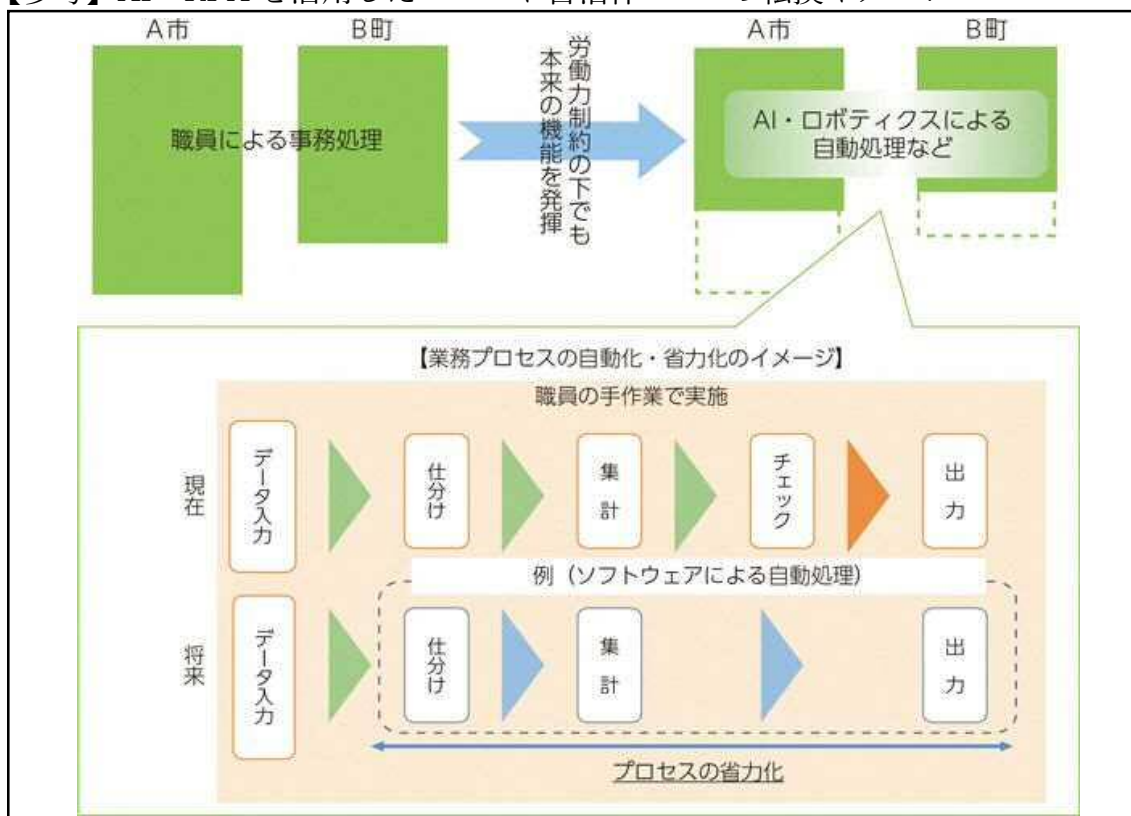 A市
B町
職員による事務処理
労働力制約の下でも
本来の機能を発揮
A市
B町
AI・ロボティクスによる
自動処理など
【業務プロセスの自動化・省力化のイメージ】
職員の手作業で実施
現在
データ入力
仕分け
集計
チェック
出力
例（ソフトウェアによる自動処理）
将来
データ入力
仕分け
集計
出力
プロセスの省力化